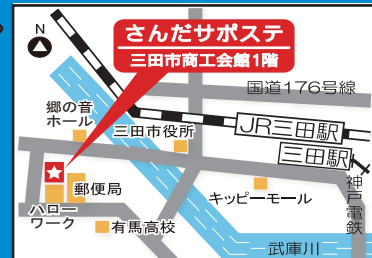 さんだサポステ
三田市商工会館1階
N
国道176号線
郷の音
ホール
三田市役所
JR三田駅
三田駅
神戸電鉄
郵便局
キッピーモール
ハロー
ワーク
有馬高校
武庫川